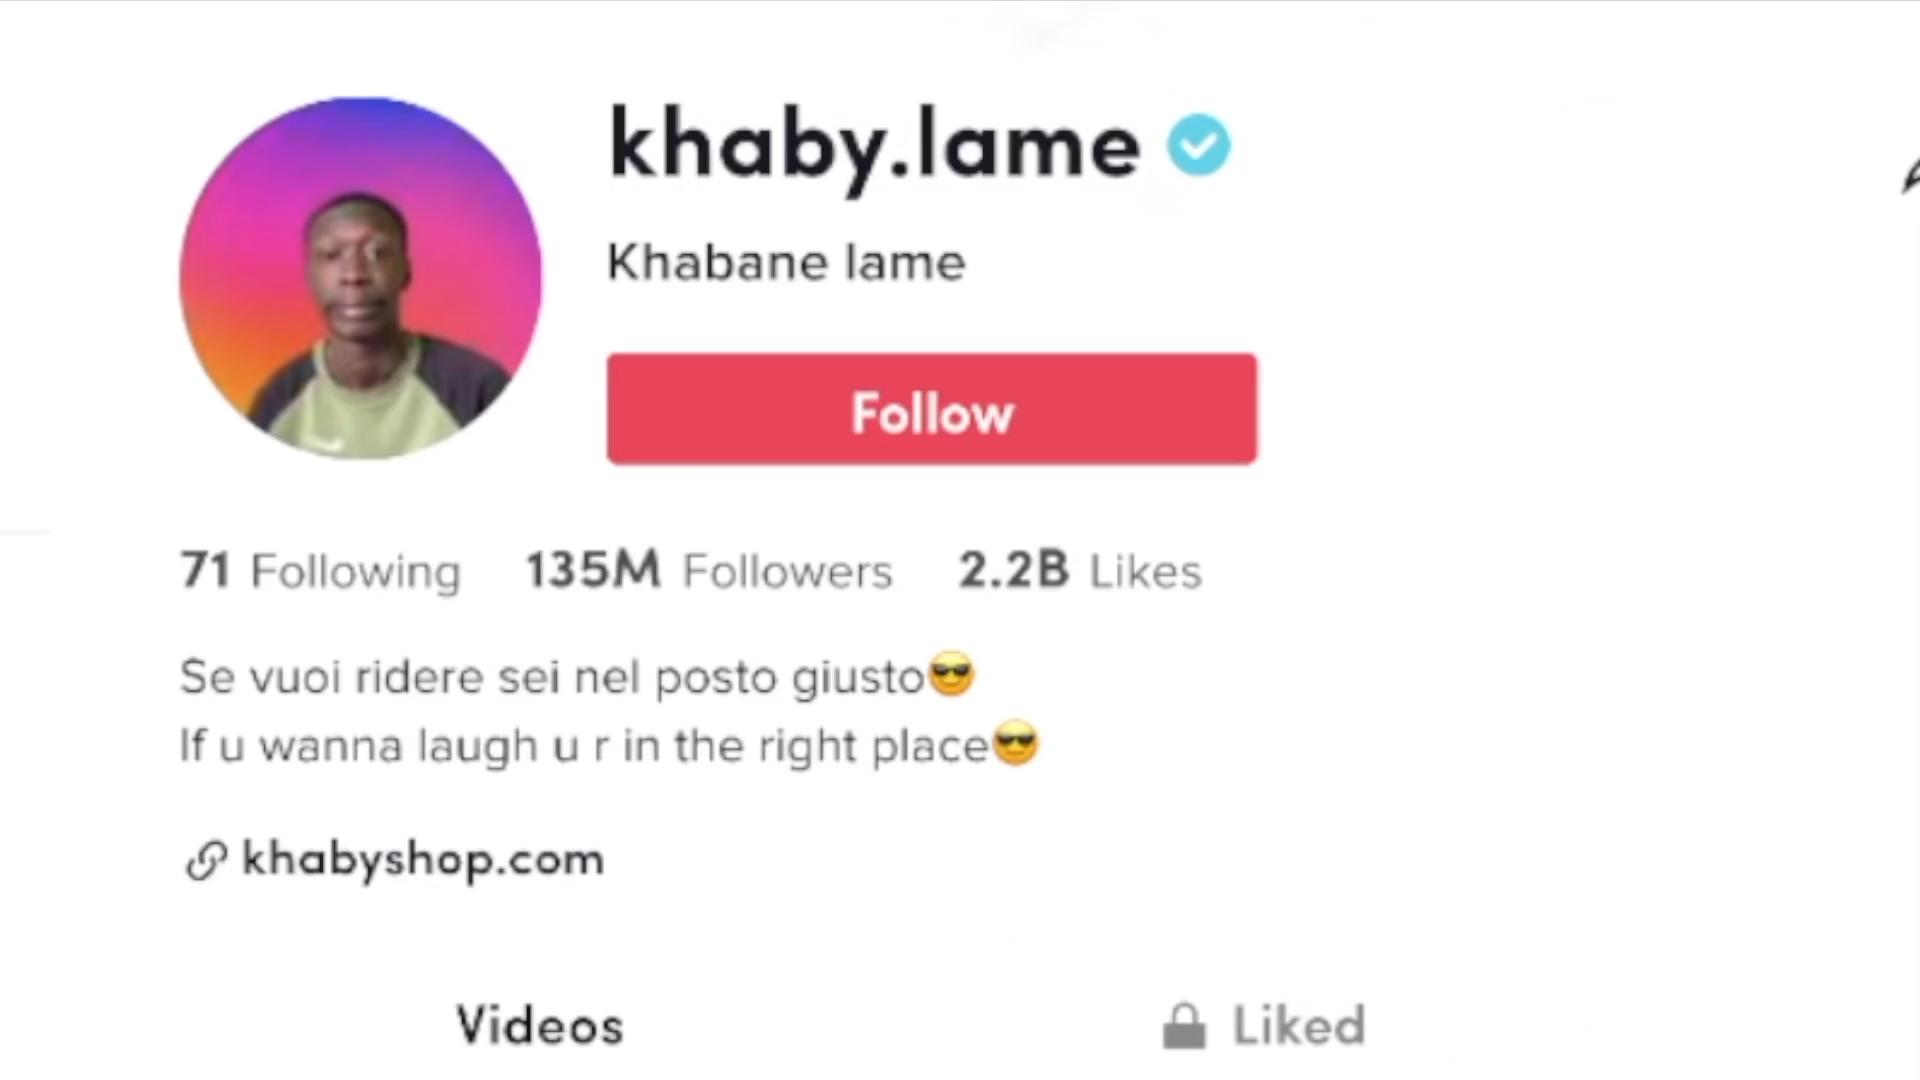 khaby.lame
Khabane lame
Follow
71 Following 135M Followers 2.2B Likes
Se vuoi ridere sei nel posto giusto😎
If u wanna laugh u r in the right place😎
khabyshop.com
Videos Liked